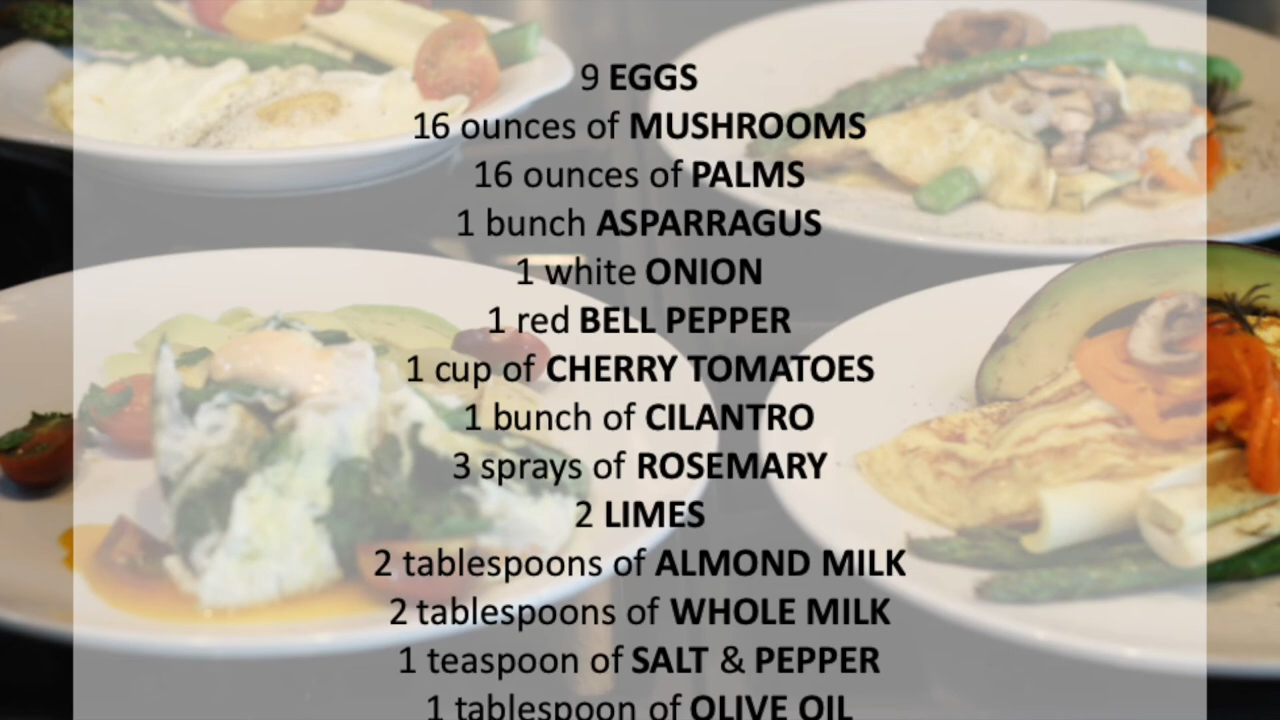 9 EGGS
16 ounces of MUSHROOMS
16 ounces of PALMS
1 bunch ASPARRAGUS
1 white ONION
1 red BELL PEPPER
1 cup of CHERRY TOMATOES
1 bunch of CILANTRO
3 sprays of ROSEMARY
2 LIMES
2 tablespoons of ALMOND MILK
2 tablespoons of WHOLE MILK
1 teaspoon of SALT & PEPPER
1 tablespoon of OLIVE OIL